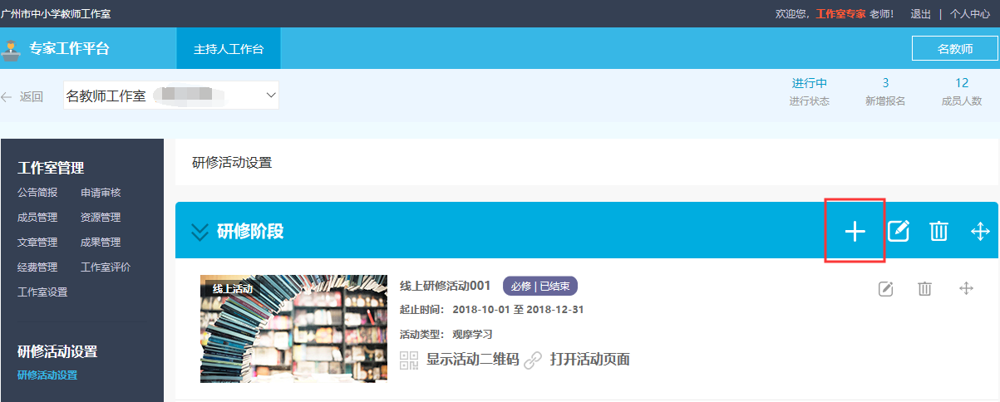 广州市中小学教师工作室
欢迎您，工作室专家 老师！ 退出 | 个人中心
专家工作平台
主持人工作台
名教师
返回
名教师工作室
进行中
进行状态
3
新增报名
12
成员人数
工作室管理
公告简报 申请审核
成员管理 资源管理
文章管理 成果管理
经费管理 工作室评价
工作室设置
研修活动设置
研修活动设置
研修活动设置
研修阶段
线上活动
线上研修活动001 必修 | 已结束
起止时间： 2018-10-01 至 2018-12-31
活动类型： 观摩学习
显示活动二维码 打开活动页面